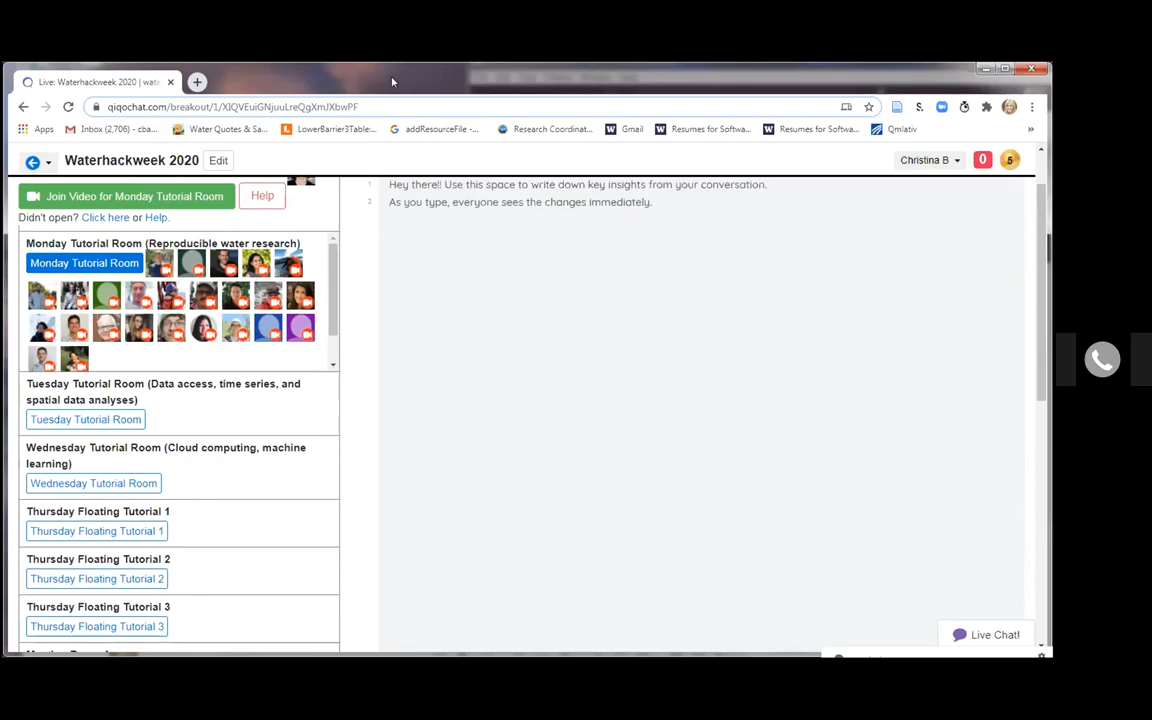 Live: Waterhackweek 2020 | wate
qiqochat.com/breakout/1/XIQVEuiGNjuuLreQgXmJXbwPF
Apps
Inbox (2,706) - cba...
Water Quotes & Sa...
LowerBarrier3Table...
addResourceFile -...
Research Coordinat...
Gmail
Resumes for Softwa...
Resumes for Softwa...
Qmlativ
»
Waterhackweek 2020
Edit
Christina B
0
5
Join Video for Monday Tutorial Room
Help
Didn't open? Click here or Help.
1 Hey there!! Use this space to write down key insights from your conversation.
2 As you type, everyone sees the changes immediately.
Monday Tutorial Room (Reproducible water research)
Monday Tutorial Room
Tuesday Tutorial Room (Data access, time series, and
spatial data analyses)
Tuesday Tutorial Room
Wednesday Tutorial Room (Cloud computing, machine
learning)
Wednesday Tutorial Room
Thursday Floating Tutorial 1
Thursday Floating Tutorial 1
Thursday Floating Tutorial 2
Thursday Floating Tutorial 2
Thursday Floating Tutorial 3
Thursday Floating Tutorial 3
Live Chat!